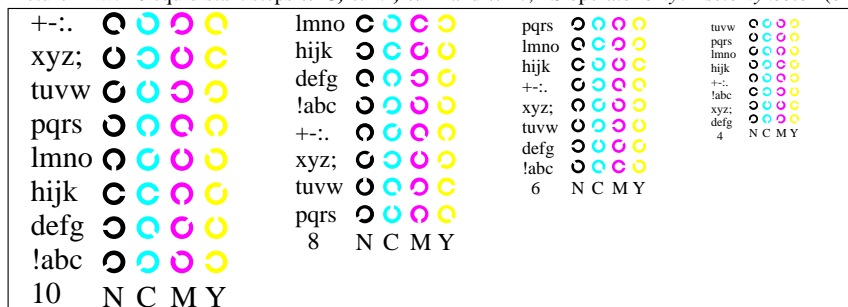 +-:.
xyz;
tuvw
pqrs
lmno
hijk
defg
!abc
10 N C M Y
lmno
hijk
defg
!abc
+-:.
xyz;
tuvw
pqrs
8 N C M Y
pqrs
lmno
hijk
+-:.
xyz;
tuvw
defg
!abc
6 N C M Y
tuvw
pqrs
lmno
hijk
+-:.
!abc
xyz;
defg
4 N C M Y